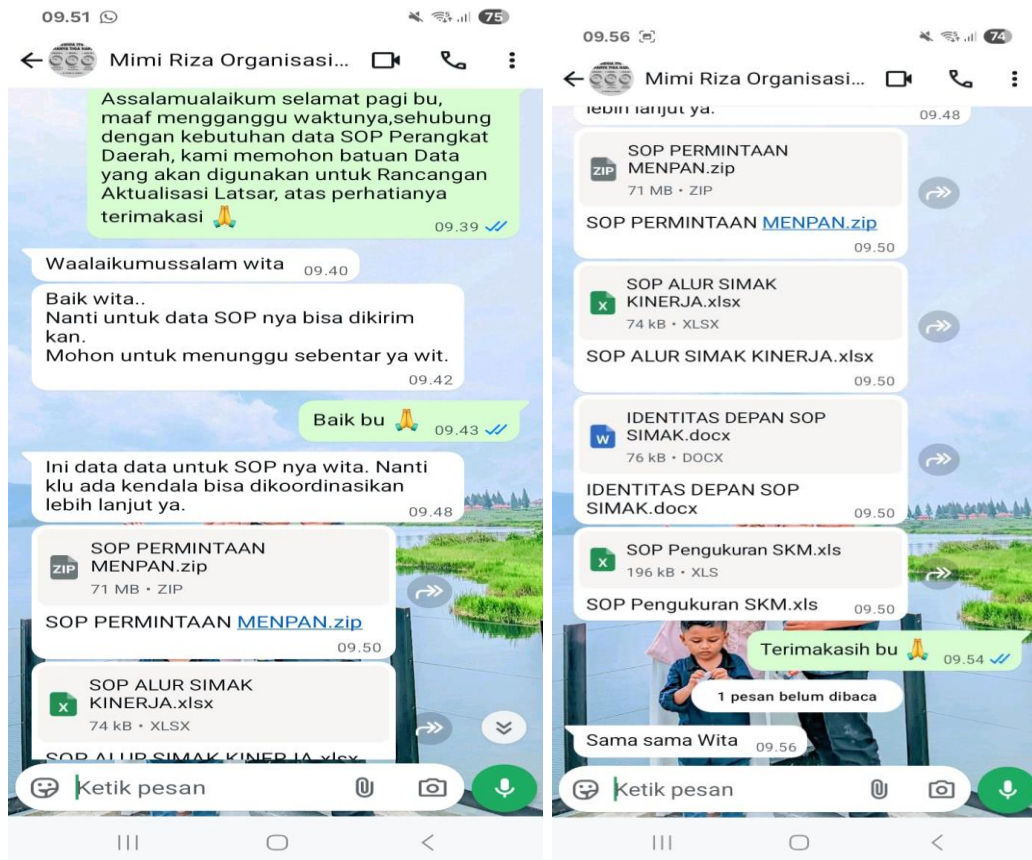 09.51
75
Mimi Riza Organisasi...
Assalamualaikum selamat pagi bu,
maaf mengganggu waktunya,sehubung
dengan kebutuhan data SOP Perangkat
Daerah, kami memohon batuan Data
yang akan digunakan untuk Rancangan
Aktualisasi Latsar, atas perhatianya
terimakasi 🙏
09.39
Waalaikumussalam wita
09.40
Baik wita..
Nanti untuk data SOP nya bisa dikirim
kan.
Mohon untuk menunggu sebentar ya wit.
09.42
Baik bu 🙏
09.43
Ini data data untuk SOP nya wita. Nanti
klu ada kendala bisa dikoordinasikan
lebih lanjut ya.
09.48
SOP PERMINTAAN
MENPAN.zip
ZIP
71 MB • ZIP
SOP PERMINTAAN MENPAN.zip
09.50
SOP ALUR SIMAK
KINERJA.xlsx
X
74 kB • XLSX
SOP ALUR SIMAK KINERJA.xlsx
Ketik pesan
09.56
74
Mimi Riza Organisasi...
lebih lanjut ya.
09.48
SOP PERMINTAAN
MENPAN.zip
ZIP
71 MB • ZIP
SOP PERMINTAAN MENPAN.zip
09.50
SOP ALUR SIMAK
KINERJA.xlsx
X
74 kB • XLSX
SOP ALUR SIMAK KINERJA.xlsx
09.50
IDENTITAS DEPAN SOP
SIMAK.docx
W
76 kB • DOCX
IDENTITAS DEPAN SOP
SIMAK.docx
09.50
SOP Pengukuran SKM.xls
X
196 kB • XLS
SOP Pengukuran SKM.xls
09.50
Terimakasih bu 🙏
09.54
1 pesan belum dibaca
Sama sama Wita
09.56
Ketik pesan